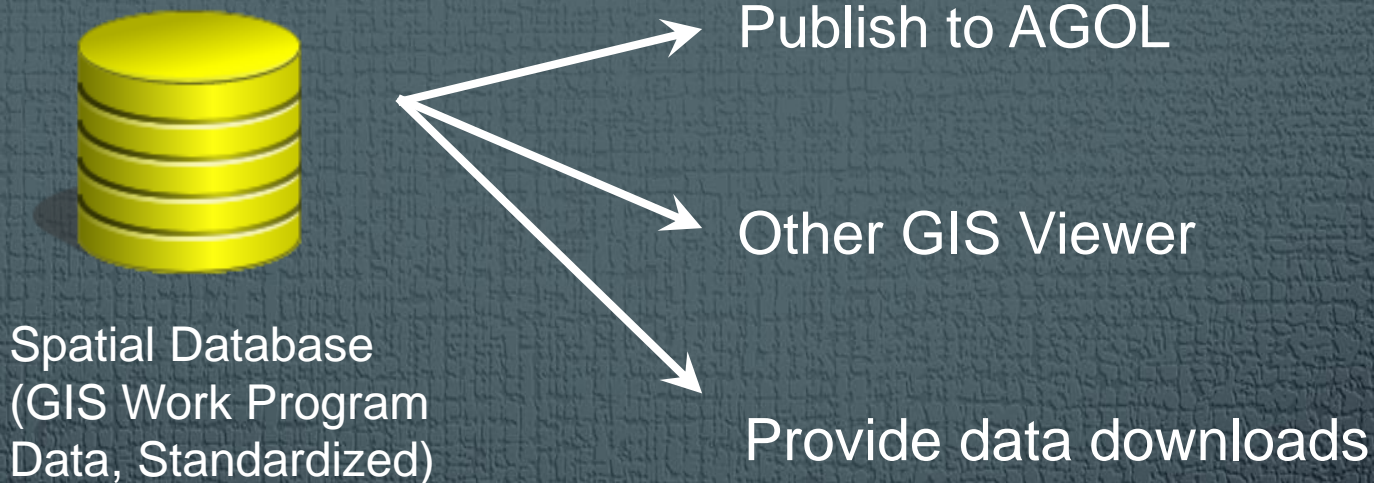 Publish to AGOL
Other GIS Viewer
Spatial Database
(GIS Work Program
Data, Standardized)
Provide data downloads